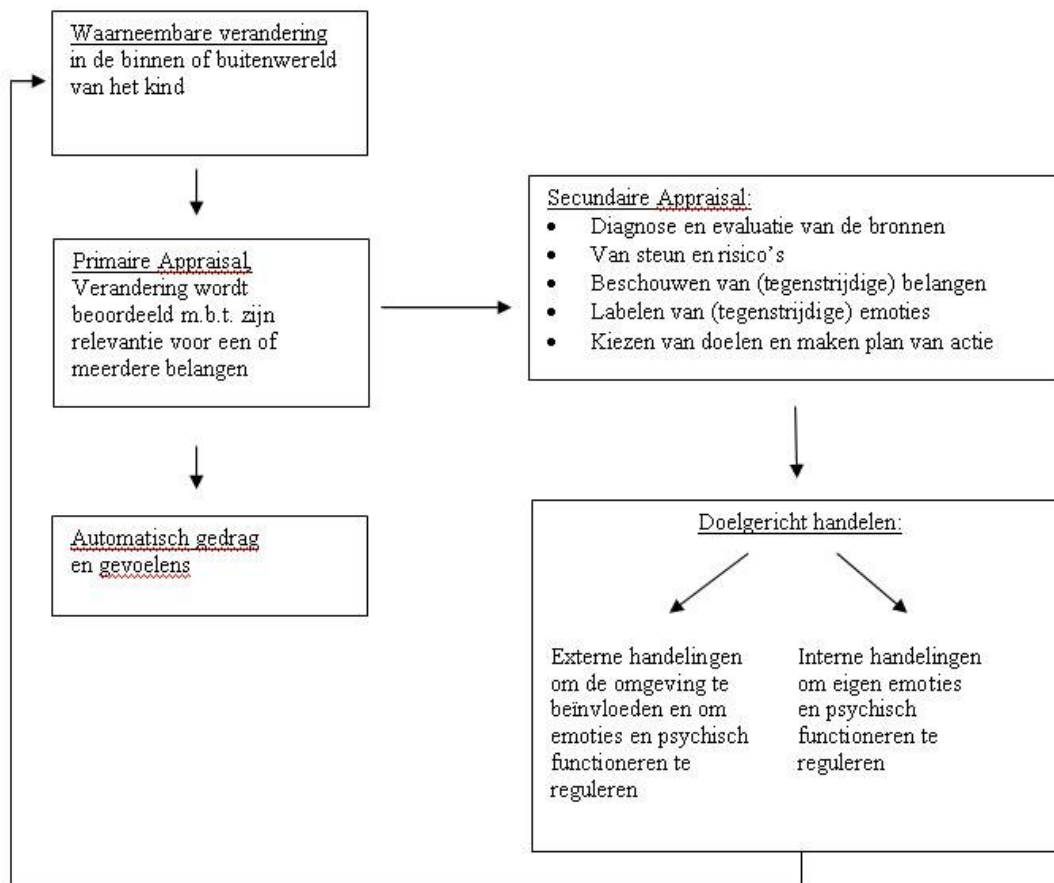 Waarneembare verandering
in de binnen of buitenwereld
van het kind
Primaire Appraisal,
Verandering wordt
beoordeeld m.b.t. zijn
relevantie voor een of
meerdere belangen
Automatisch gedrag
en gevoelens
Secundaire Appraisal:
• Diagnose en evaluatie van de bronnen
• Van steun en risico's
• Beschouwen van (tegenstrijdige) belangen
• Labelen van (tegenstrijdige) emoties
• Kiezen van doelen en maken plan van actie
Doelgericht handelen:
Externe handelingen
om de omgeving te
beïnvloeden en om
emoties en psychisch
functioneren te
reguleren
Interne handelingen
om eigen emoties
en psychisch
functioneren te
reguleren